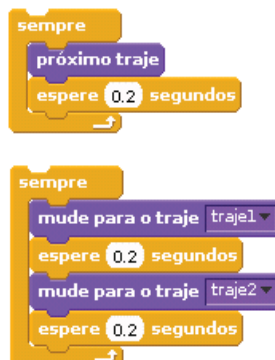 sempre
próximo traje
espere 0.2 segundos
sempre
mude para o traje traje1
espere 0.2 segundos
mude para o traje traje2
espere 0.2 segundos